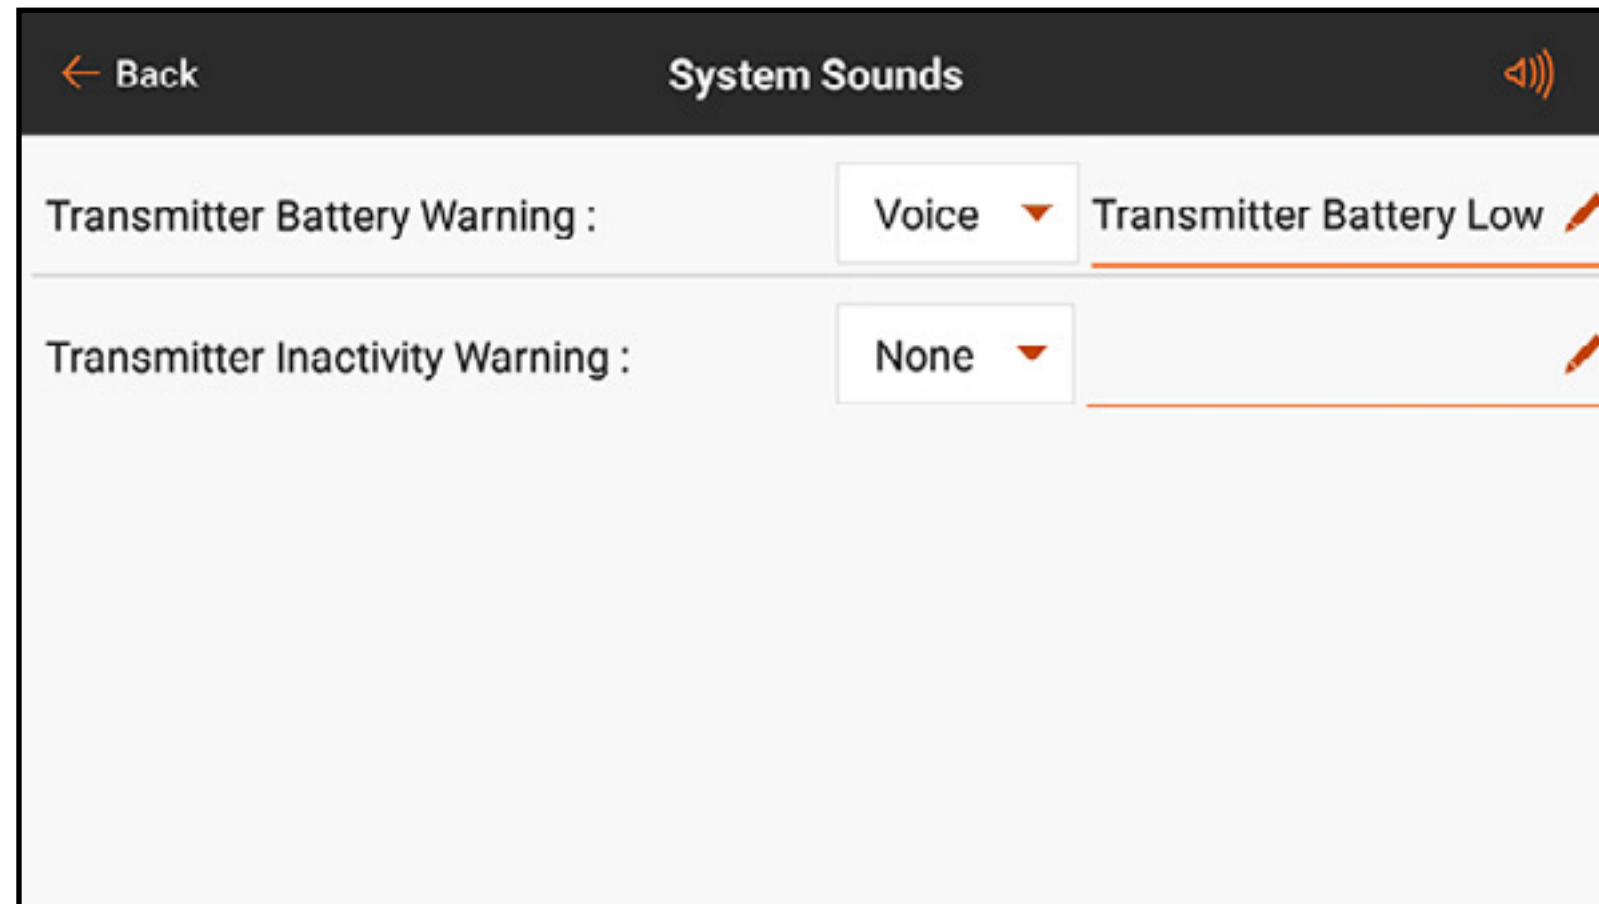 Back System Sounds
Transmitter Battery Warning : Voice Transmitter Battery Low
Transmitter Inactivity Warning : None